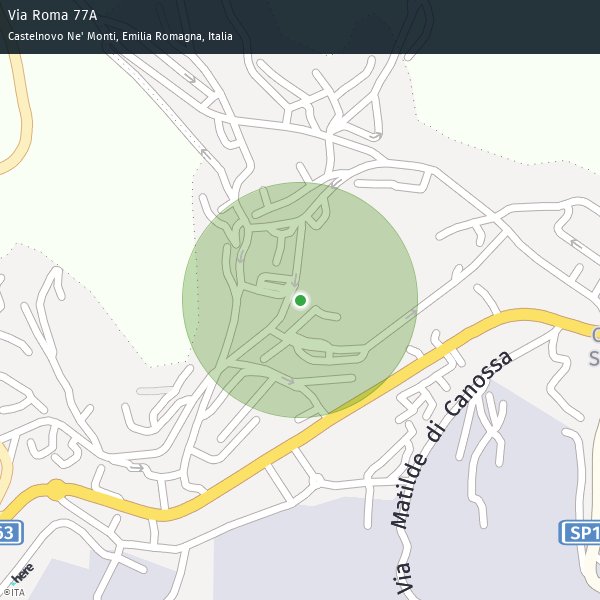 Via Roma 77A
Castelnovo Ne' Monti, Emilia Romagna, Italia
Via Matilde di Canossa
63
SP1
here
©ITA